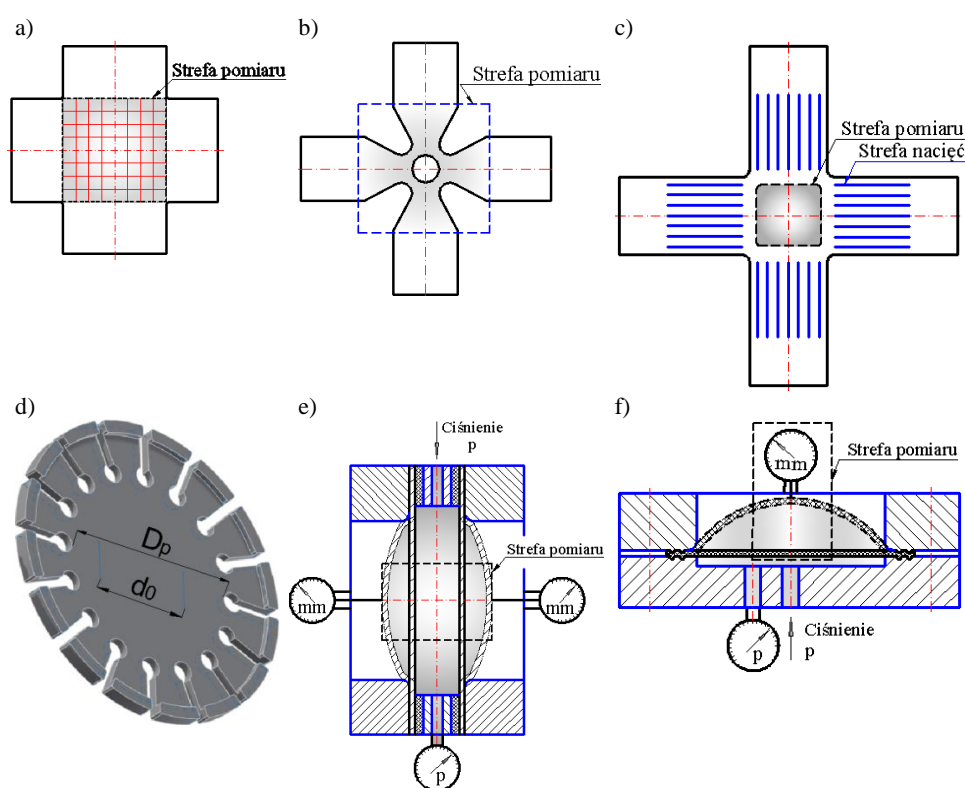 a)
Strefa pomiaru
b)
Strefa pomiaru
c)
Strefa pomiaru
Strefa nacięć
d)
Dp
d0
e)
Ciśnienie
p
Strefa pomiaru
mm
mm
p
f)
mm
Strefa pomiaru
p
Ciśnienie
p